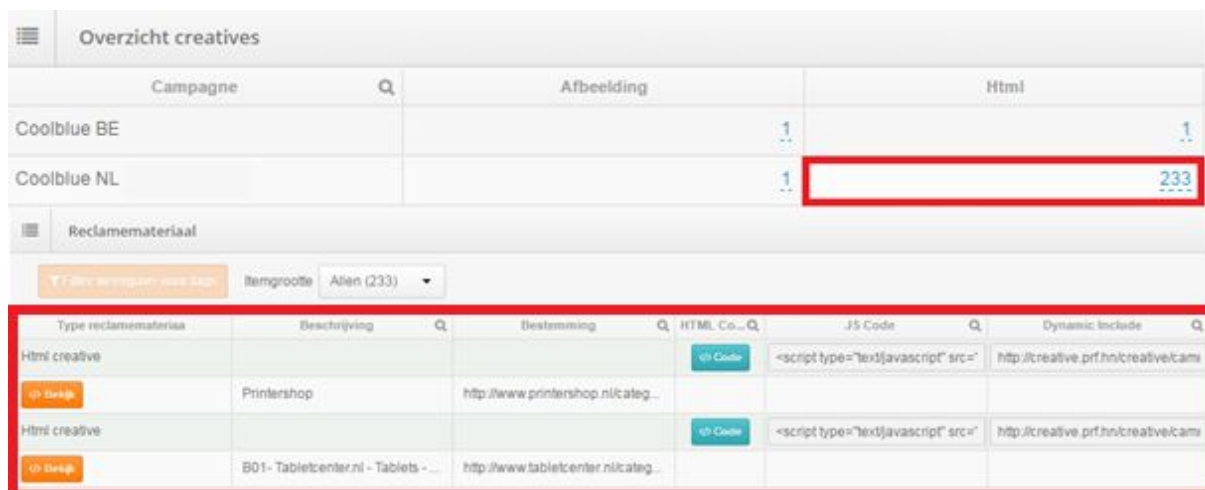 Overzicht creatives
Campagne Afbeelding Html
Coolblue BE 1 1
Coolblue NL 1 233
Reclamemateriaal
Itemgrootte Allen (233)
Type reclamemateriaa Beschrijving Bestemming HTML Co... JS Code Dynamic Include
Html creative </> Code <script type="text/javascript" src=" http://creative.prf.hn/creative/cam
</> Bekijk Printershop http://www.printershop.nl/categ...
Html creative </> Code <script type="text/javascript" src=" http://creative.prf.hn/creative/cam
</> Bekijk B01- Tabletcenter.nl - Tablets -... http://www.tabletcenter.nl/categ...